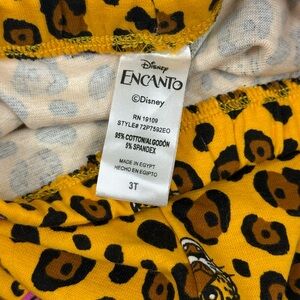 Disney
ENCANTO
©Disney
RN 19109
STYLE# 72P7592EO
95% COTTON/ALGODÓN
5% SPANDEX
MADE IN EGYPT
HECHO EN EGIPTO
3T